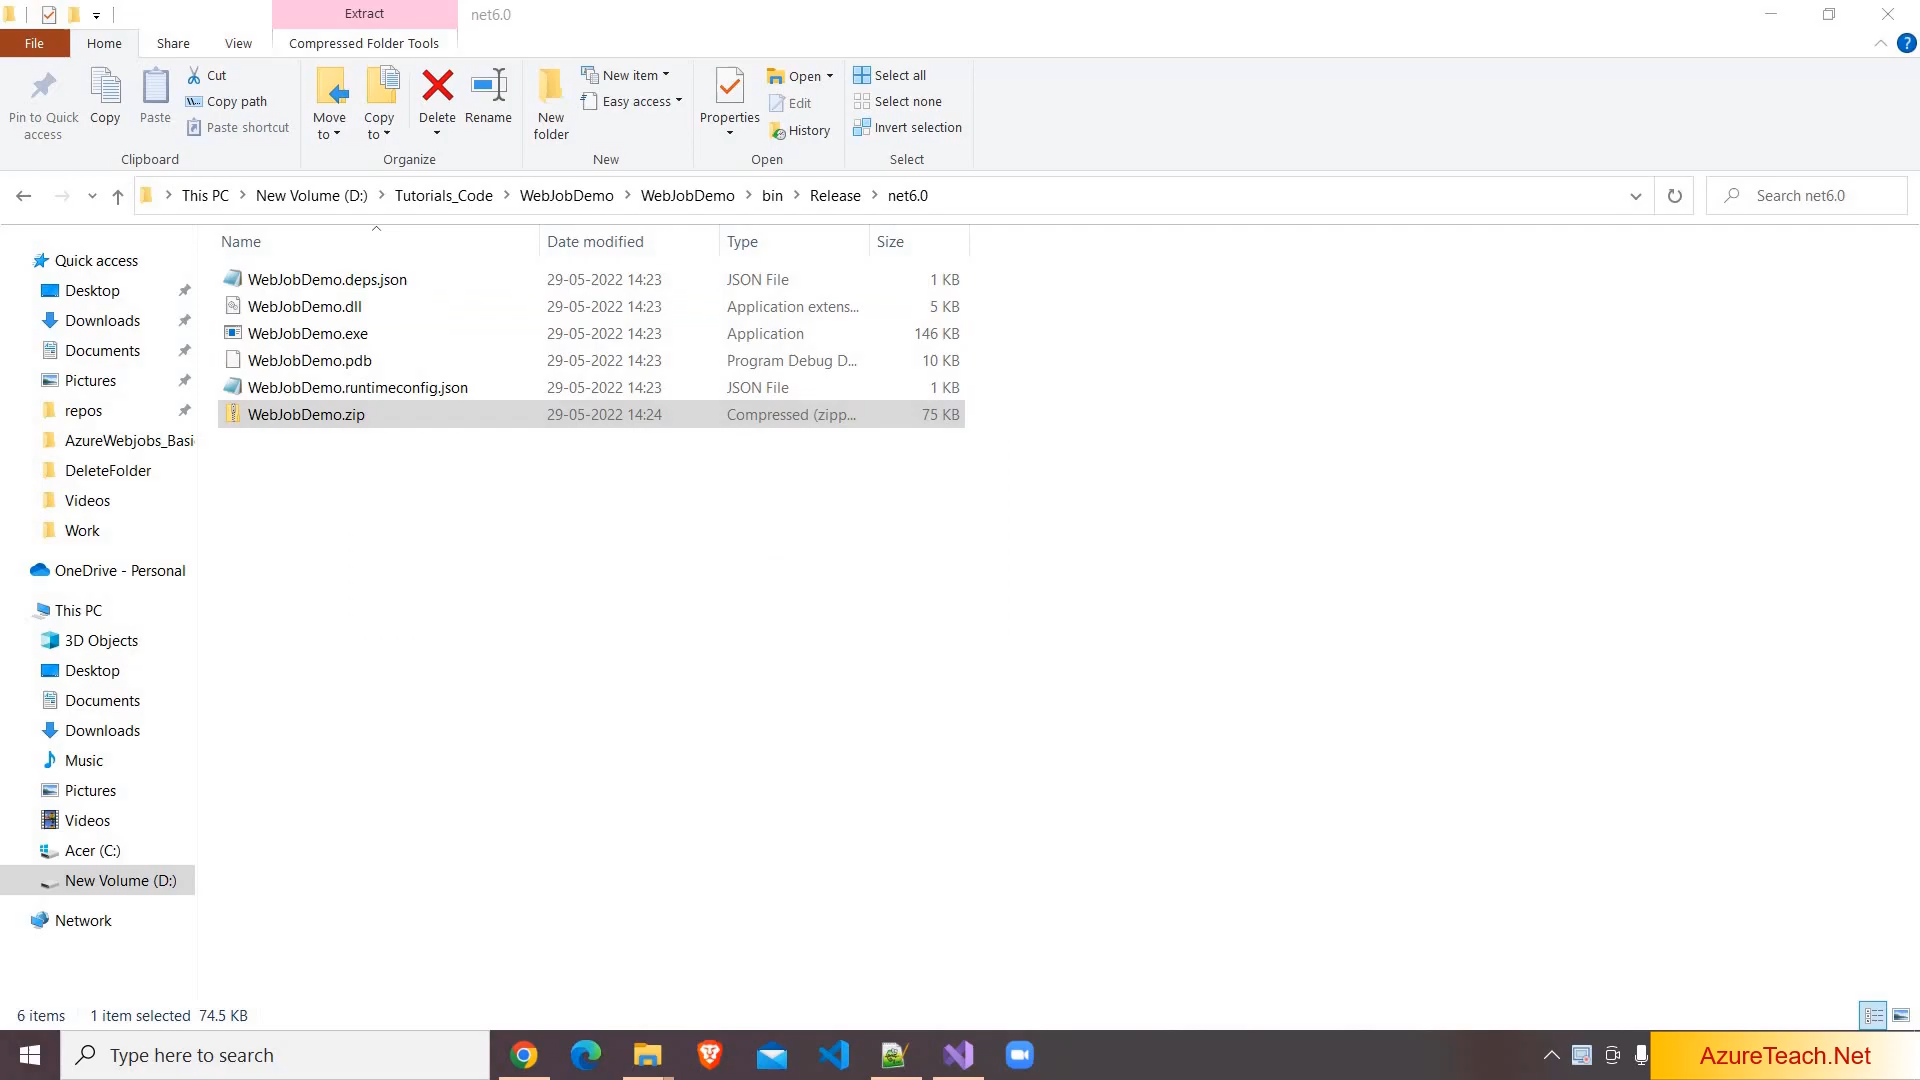 Extract
net6.0
File
Home
Share
View
Compressed Folder Tools
?
Pin to Quick
access
Copy
Paste
Cut
Copy path
Paste shortcut
Clipboard
Move
to
Copy
to
Delete
Rename
Organize
New
folder
New item
Easy access
New
Properties
Open
Edit
History
Open
Select all
Select none
Invert selection
Select
This PC
New Volume (D:)
Tutorials_Code
WebJobDemo
WebJobDemo
bin
Release
net6.0
Search net6.0
Name
Date modified
Type
Size
WebJobDemo.deps.json 29-05-2022 14:23 JSON File 1 KB
WebJobDemo.dll 29-05-2022 14:23 Application extens... 5 KB
WebJobDemo.exe 29-05-2022 14:23 Application 146 KB
WebJobDemo.pdb 29-05-2022 14:23 Program Debug D... 10 KB
WebJobDemo.runtimeconfig.json 29-05-2022 14:23 JSON File 1 KB
WebJobDemo.zip 29-05-2022 14:24 Compressed (zipp... 75 KB
Quick access
Desktop
Downloads
Documents
Pictures
repos
AzureWebjobs_Basi
DeleteFolder
Videos
Work
OneDrive - Personal
This PC
3D Objects
Desktop
Documents
Downloads
Music
Pictures
Videos
Acer (C:)
New Volume (D:)
Network
6 items
1 item selected 74.5 KB
Type here to search
AzureTeach.Net